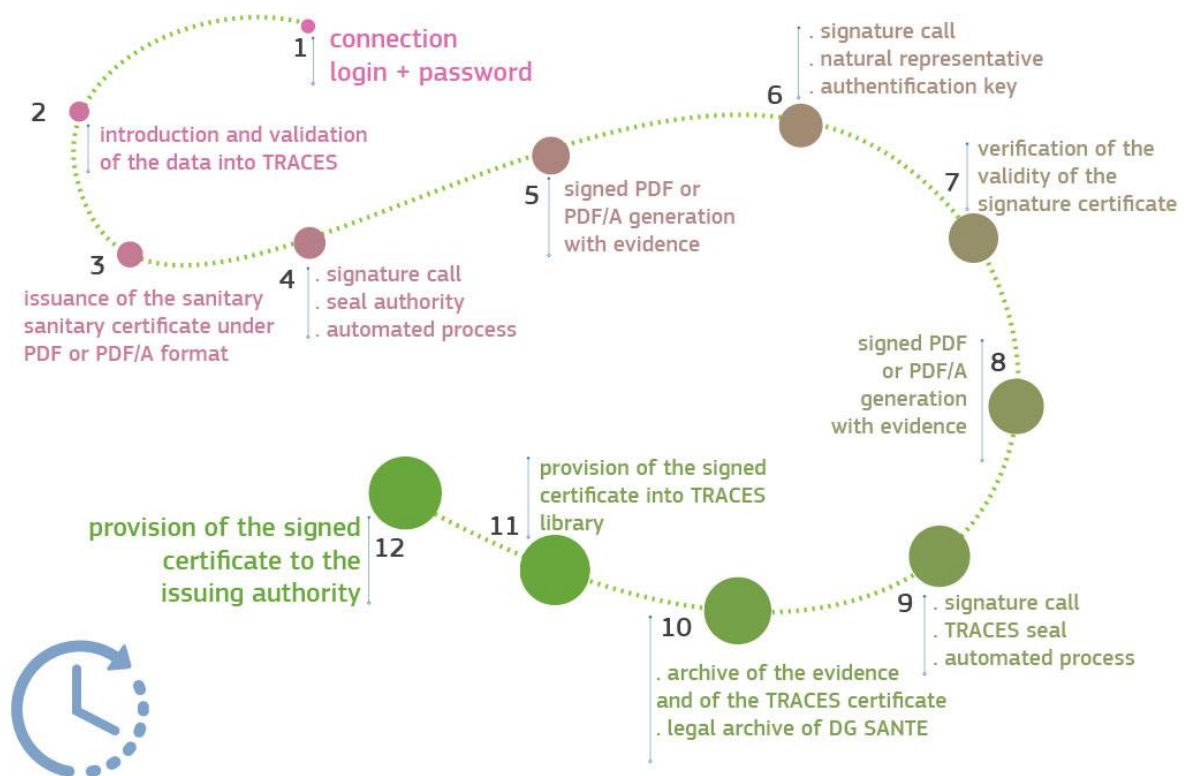 1
connection
login + password
2
introduction and validation
of the data into TRACES
3
issuance of the sanitary
sanitary certificate under
PDF or PDF/A format
4
. signature call
. seal authority
. automated process
5
signed PDF or
PDF/A generation
with evidence
6
. signature call
. natural representative
. authentification key
7
verification of the
validity of the
signature certificate
8
signed PDF
or PDF/A
generation
with evidence
9
. signature call
. TRACES seal
. automated process
10
. archive of the evidence
and of the TRACES certificate
. legal archive of DG SANTE
11
provision of the signed
certificate into TRACES
library
12
provision of the signed
certificate to the
issuing authority